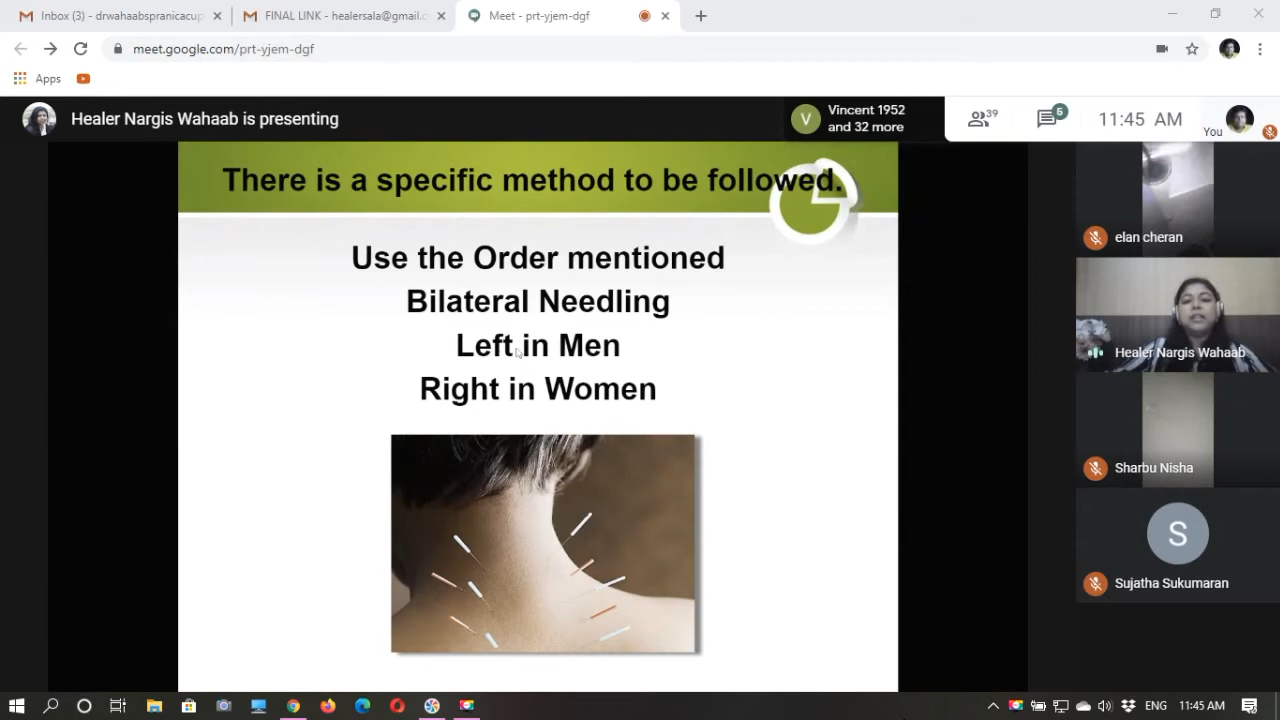 Inbox (3) - drwahaabspranicacup
FINAL LINK - healersala@gmail.c
Meet - prt-yjem-dgf
meet.google.com/prt-yjem-dgf
Apps
Healer Nargis Wahaab is presenting
V
Vincent 1952
and 32 more
39
5
11:45 AM
You
There is a specific method to be followed.
Use the Order mentioned
Bilateral Needling
Left in Men
Right in Women
elan cheran
Healer Nargis Wahaab
Sharbu Nisha
S
Sujatha Sukumaran
ENG
11:45 AM